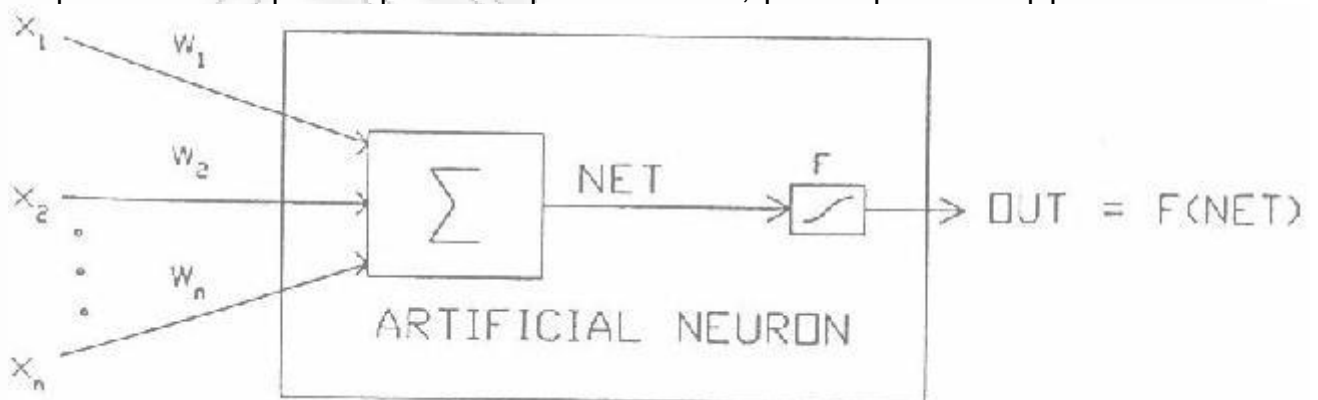 X₁
W₁
W₂
X₂
Wₙ
Xₙ
Σ
NET
F
OUT = F(NET)
ARTIFICIAL NEURON